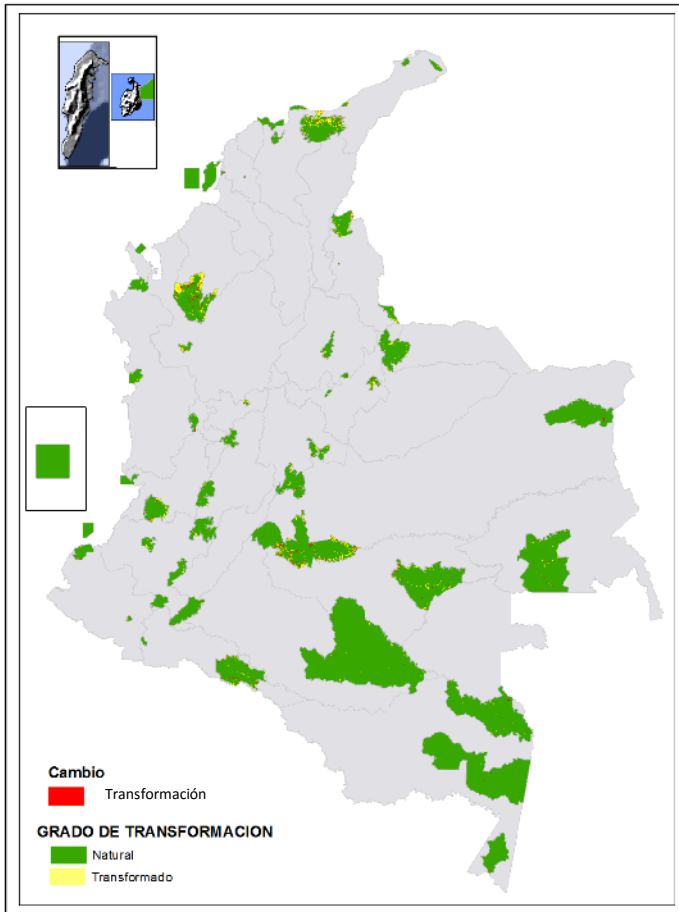 Cambio
Transformación
GRADO DE TRANSFORMACION
Natural
Transformado